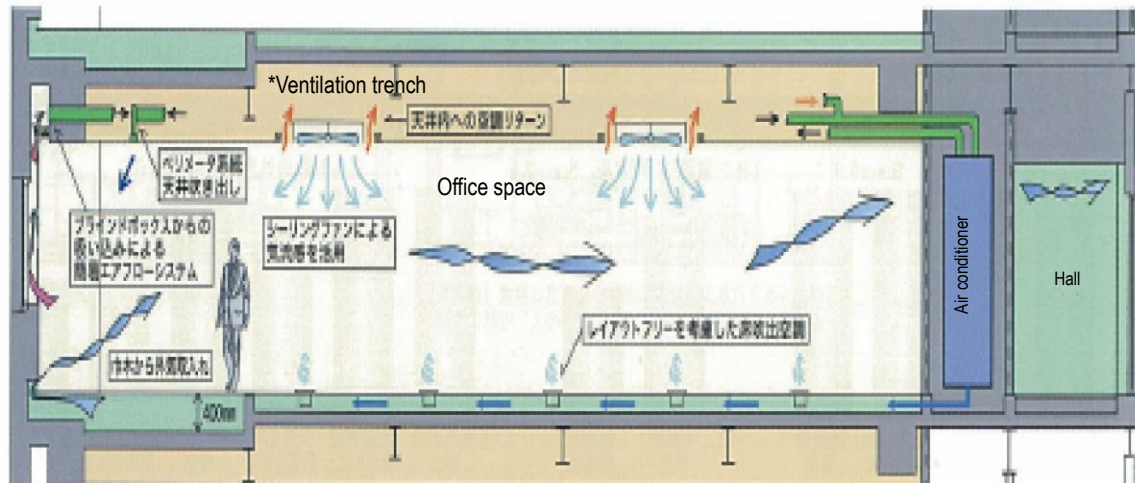 *Ventilation trench
天井内への空調リターン
ペリメータ系統
天井吹き出し
Office space
ブラインドボックスからの
吸い込みによる
簡易エアフローシステム
シーリングファンによる
気流感を活用
Air conditioner
Hall
レイアウトフリーを考慮した床吹出空調
巾木から外気取入れ
400mm